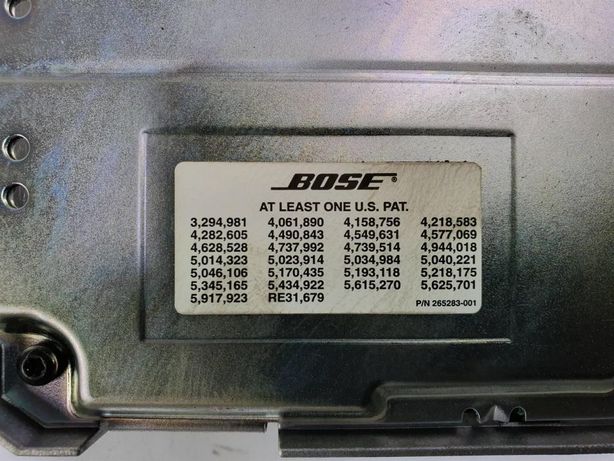 BOSE®
AT LEAST ONE U.S. PAT.
3,294,981 4,061,890 4,158,756 4,218,583
4,282,605 4,490,843 4,549,631 4,577,069
4,628,528 4,737,992 4,739,514 4,944,018
5,014,323 5,023,914 5,034,984 5,040,221
5,046,106 5,170,435 5,193,118 5,218,175
5,345,165 5,434,922 5,615,270 5,625,701
5,917,923 RE31,679 P/N 265283-001